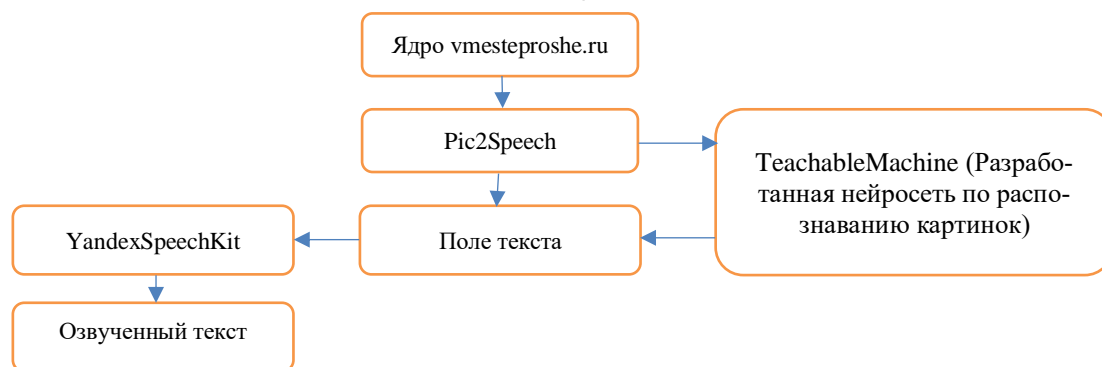 Ядро vmesteproshe.ru
Pic2Speech
TeachableMachine (Разрабо-
танная нейросеть по распо-
знаванию картинок)
YandexSpeechKit
Поле текста
Озвученный текст